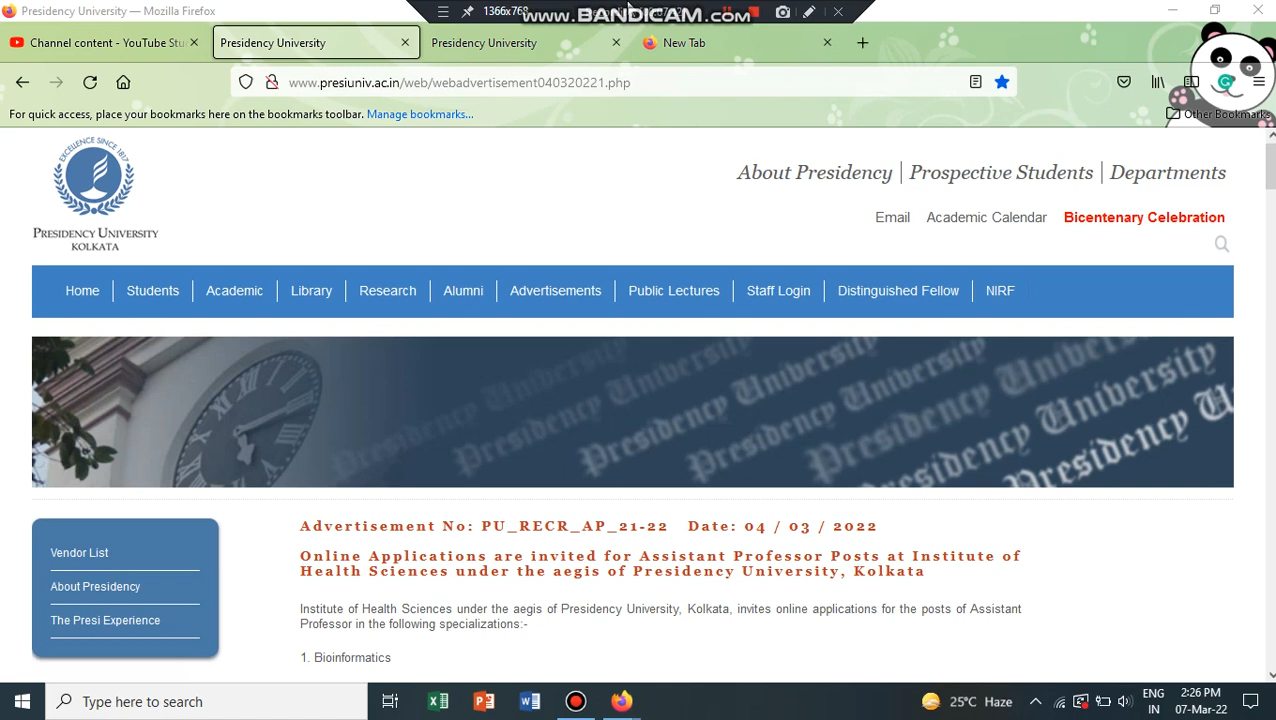 Presidency University — Mozilla Firefox
1366x768
www.BANDICAM.com
Channel content - YouTube Stu
Presidency University
Presidency University
New Tab
www.presiuniv.ac.in/web/webadvertisement040320221.php
For quick access, place your bookmarks here on the bookmarks toolbar. Manage bookmarks...
Other Bookmarks
EXCELLENCE SINCE 1817
PRESIDENCY UNIVERSITY
KOLKATA
About Presidency | Prospective Students | Departments
Email Academic Calendar Bicentenary Celebration
Home Students Academic Library Research Alumni Advertisements Public Lectures Staff Login Distinguished Fellow NIRF
Presidency University
Vendor List
About Presidency
The Presi Experience
Advertisement No: PU_RECR_AP_21-22 Date: 04 / 03 / 2022
Online Applications are invited for Assistant Professor Posts at Institute of
Health Sciences under the aegis of Presidency University, Kolkata
Institute of Health Sciences under the aegis of Presidency University, Kolkata, invites online applications for the posts of Assistant
Professor in the following specializations:-
1. Bioinformatics
Type here to search
25°C Haze
ENG
IN
2:26 PM
07-Mar-22